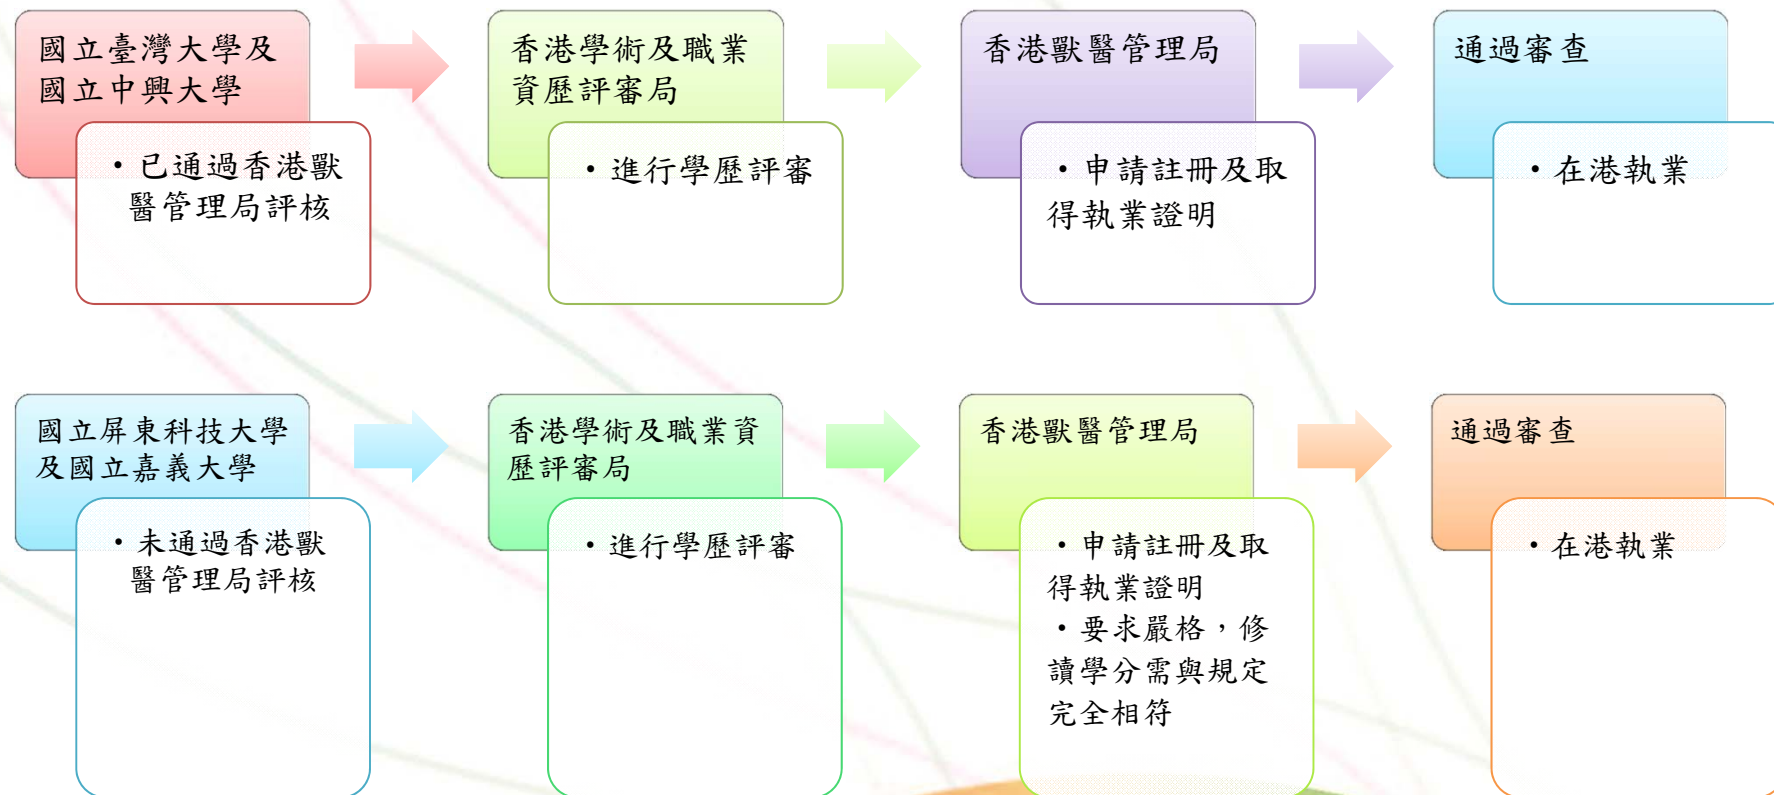 國立臺灣大學及
國立中興大學
• 已通過香港獸
醫管理局評核
香港學術及職業
資歷評審局
• 進行學歷評審
香港獸醫管理局
• 申請註冊及取
得執業證明
通過審查
• 在港執業
國立屏東科技大學
及國立嘉義大學
• 未通過香港獸
醫管理局評核
香港學術及職業資
歷評審局
• 進行學歷評審
香港獸醫管理局
• 申請註冊及取
得執業證明
• 要求嚴格，修
讀學分需與規定
完全相符
通過審查
• 在港執業